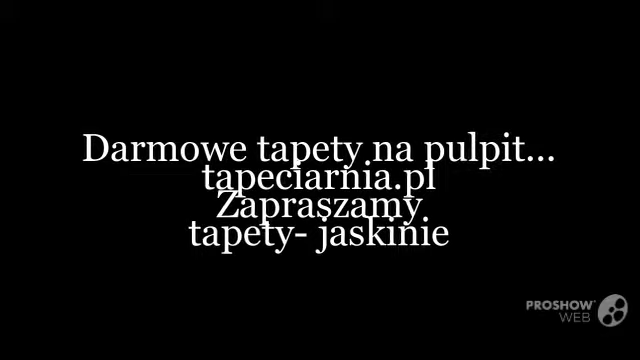 Darmowe tapety na pulpit...
tapeciarnia.pl
Zapraszamy
tapety- jaskinie
PROSHOW
WEB